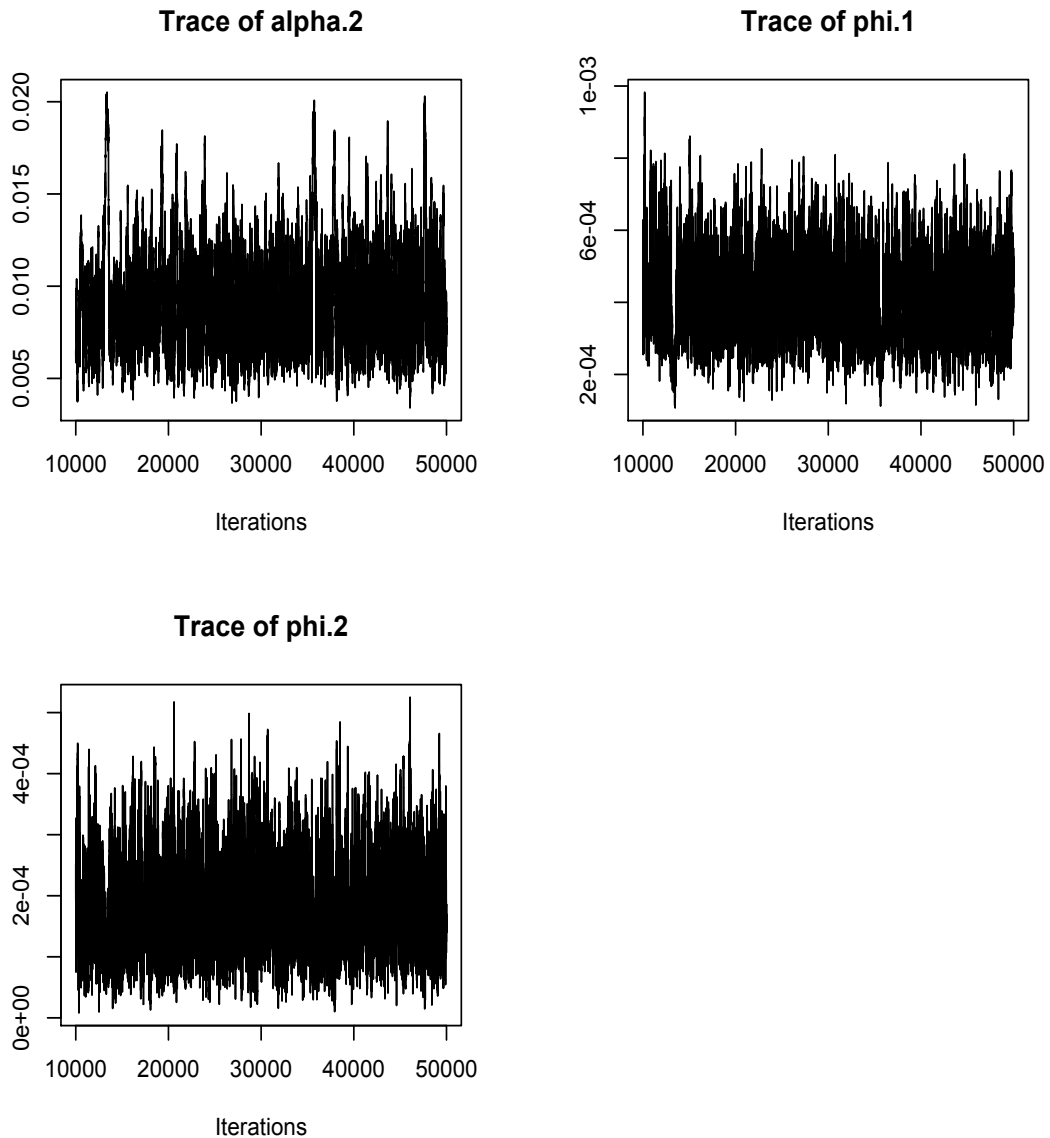 Trace of alpha.2
0.020
0.015
0.010
0.005
10000 20000 30000 40000 50000
Iterations
Trace of phi.1
1e-03
6e-04
2e-04
10000 20000 30000 40000 50000
Iterations
Trace of phi.2
4e-04
2e-04
0e+00
10000 20000 30000 40000 50000
Iterations